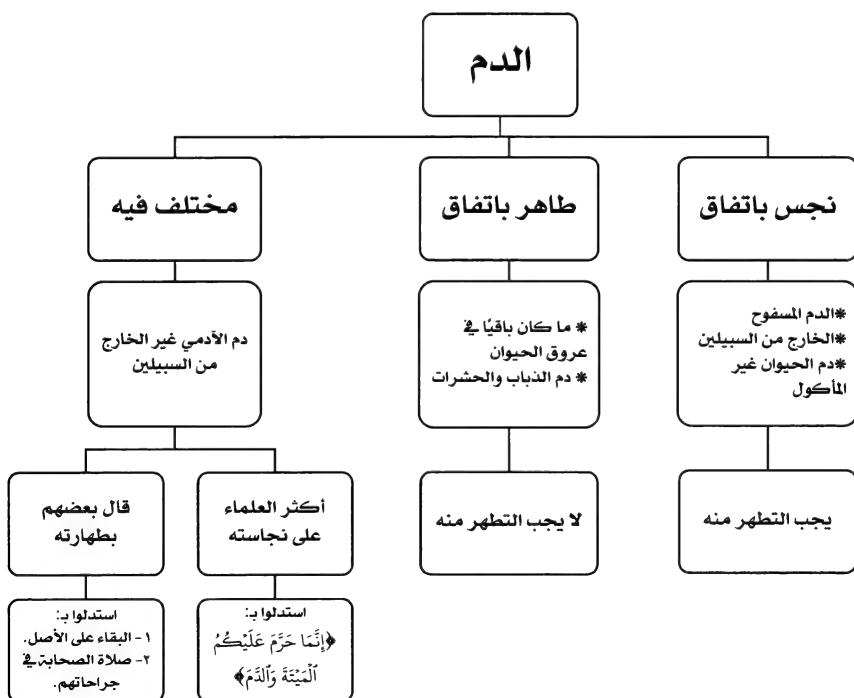 الدم
نجس باتفاق
طاهر باتفاق
مختلف فيه
*الدم المسفوح
*الخارج من السبيلين
*دم الحيوان غير
المأكول
* ما كان باقيًا في
عروق الحيوان
* دم الذباب والحشرات
دم الآدمي غير الخارج
من السبيلين
يجب التطهر منه
لا يجب التطهر منه
أكثر العلماء
على نجاسته
قال بعضهم
بطهارته
استدلوا بـ:
﴿إِنَّمَا حَرَّمَ عَلَيْكُمُ
ٱلْمَيْتَةَ وَٱلدَّمَ﴾
استدلوا بـ:
١- البقاء على الأصل.
٢- صلاة الصحابة في
جراحاتهم.